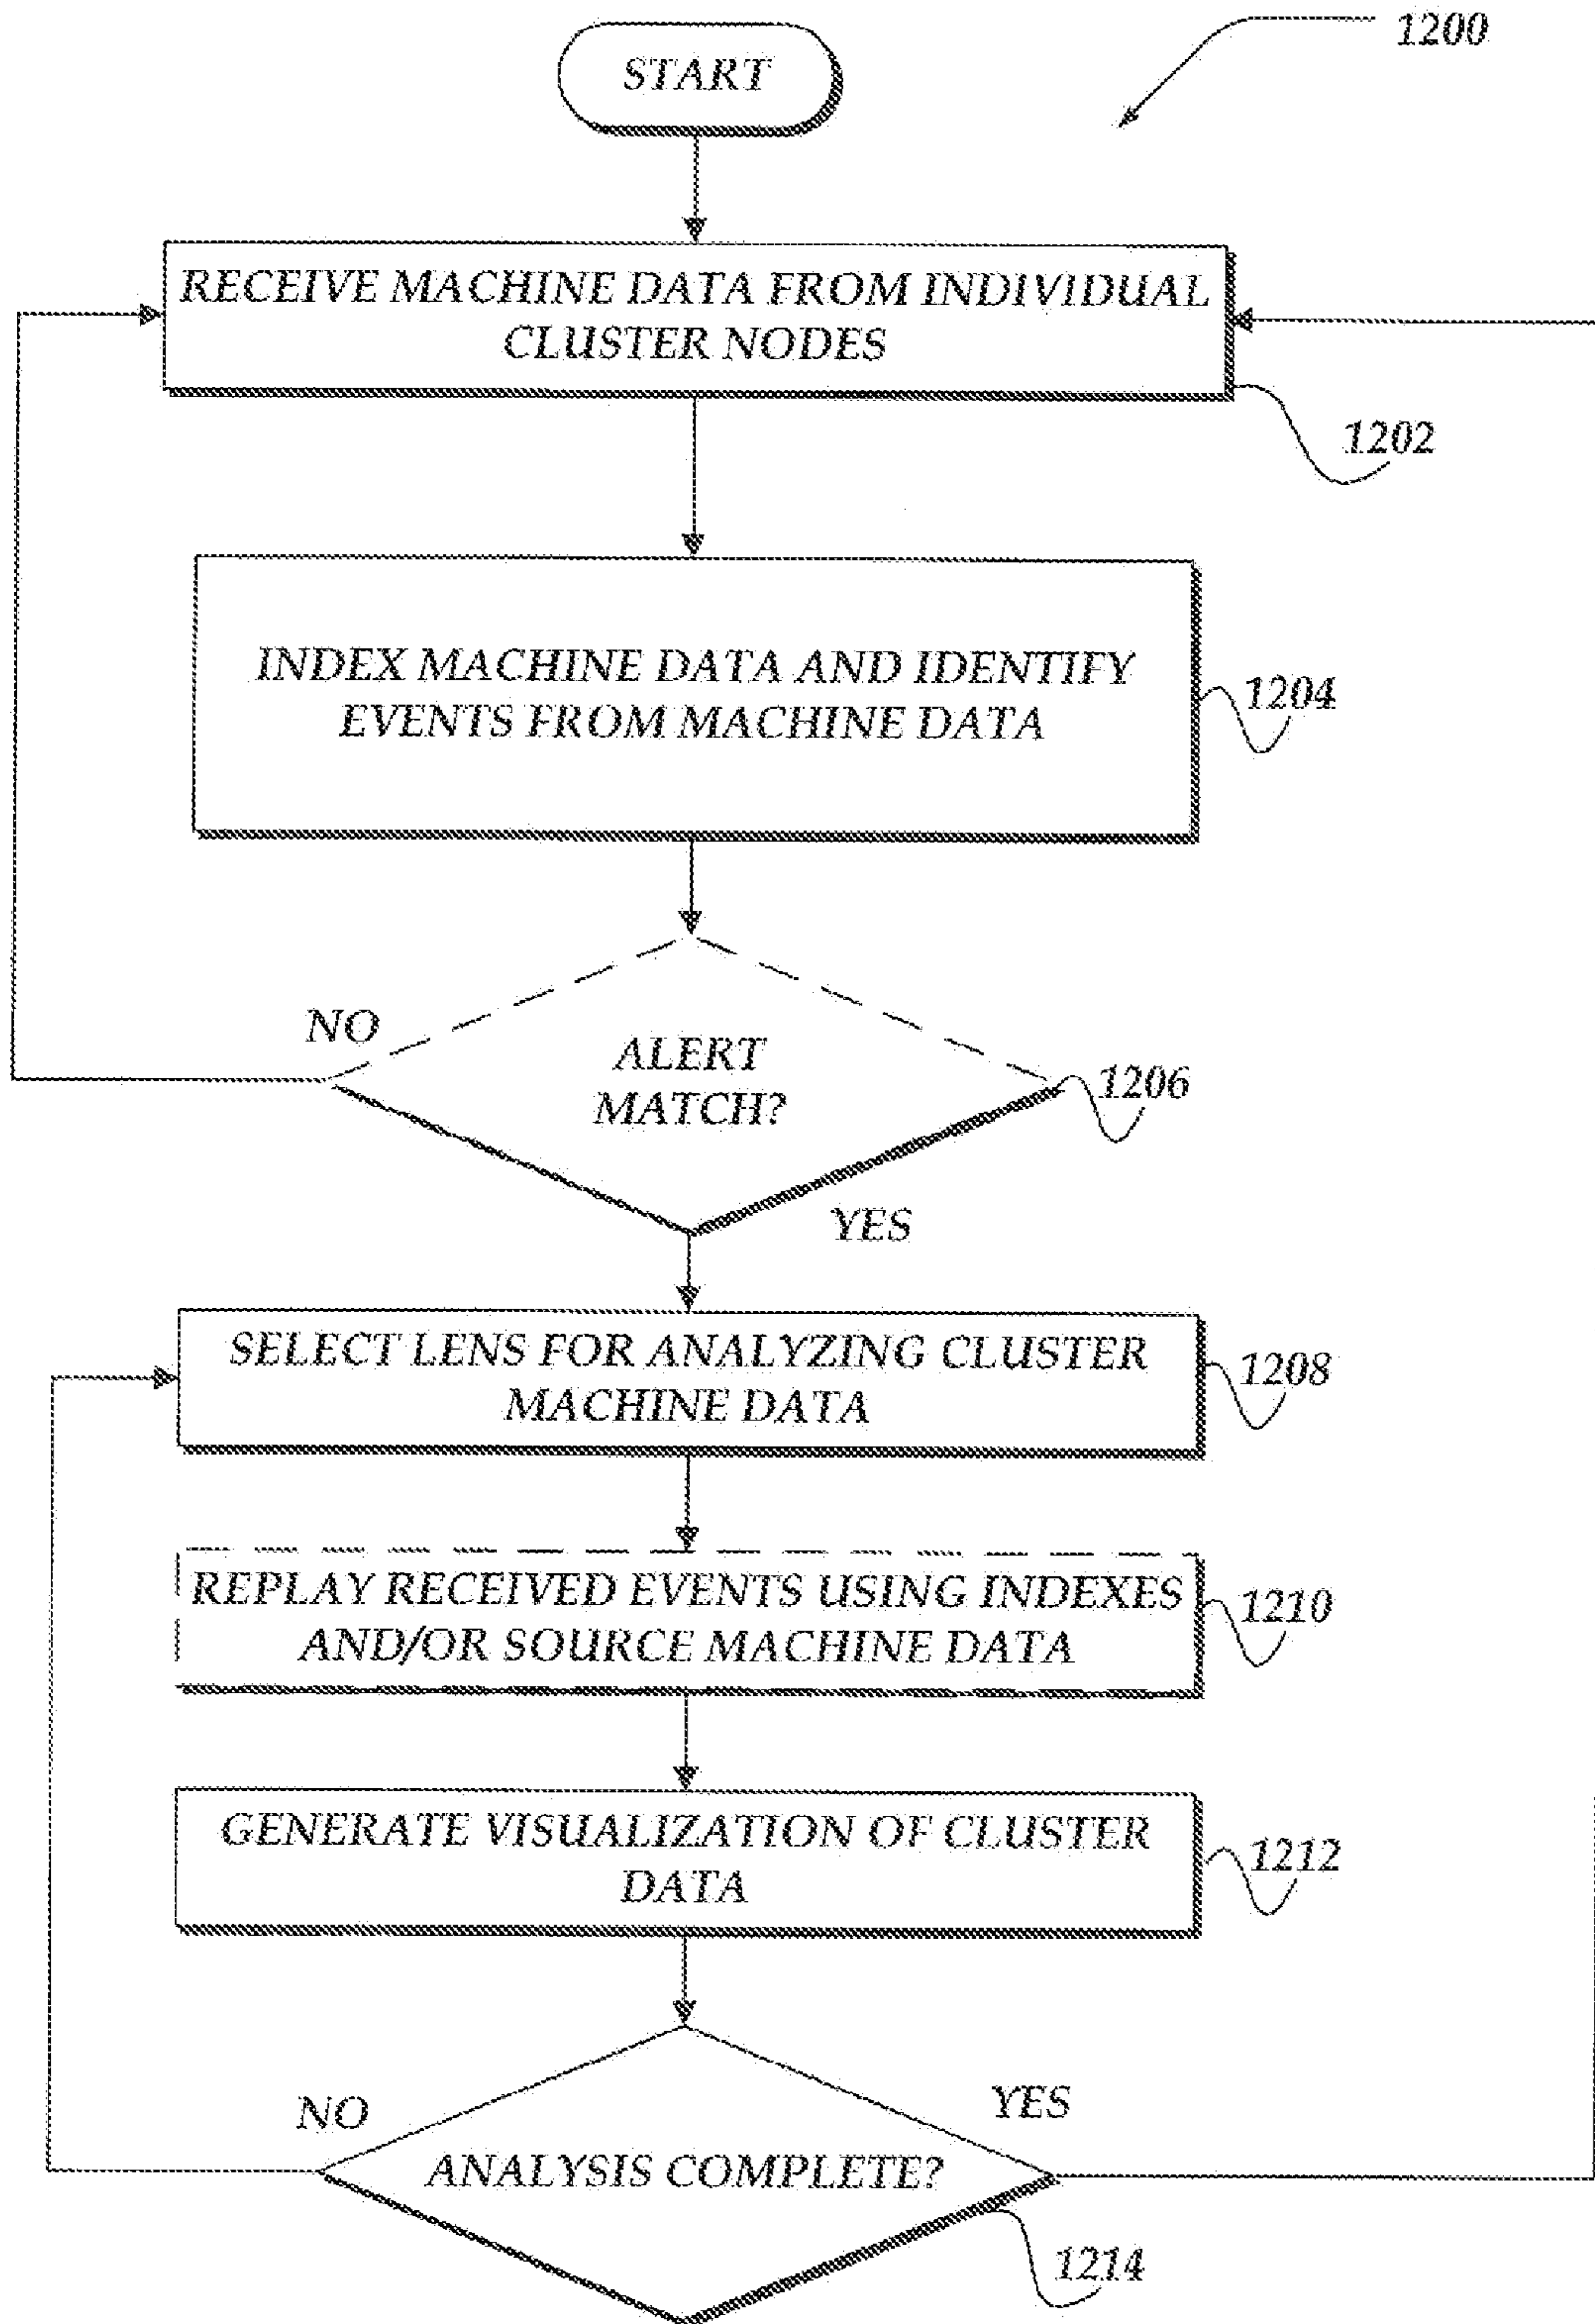 1200
START
RECEIVE MACHINE DATA FROM INDIVIDUAL
CLUSTER NODES
1202
INDEX MACHINE DATA AND IDENTIFY
EVENTS FROM MACHINE DATA
1204
NO
ALERT
MATCH?
1206
YES
SELECT LENS FOR ANALYZING CLUSTER
MACHINE DATA
1208
REPLAY RECEIVED EVENTS USING INDEXES
AND/OR SOURCE MACHINE DATA
1210
GENERATE VISUALIZATION OF CLUSTER
DATA
1212
NO
YES
ANALYSIS COMPLETE?
1214